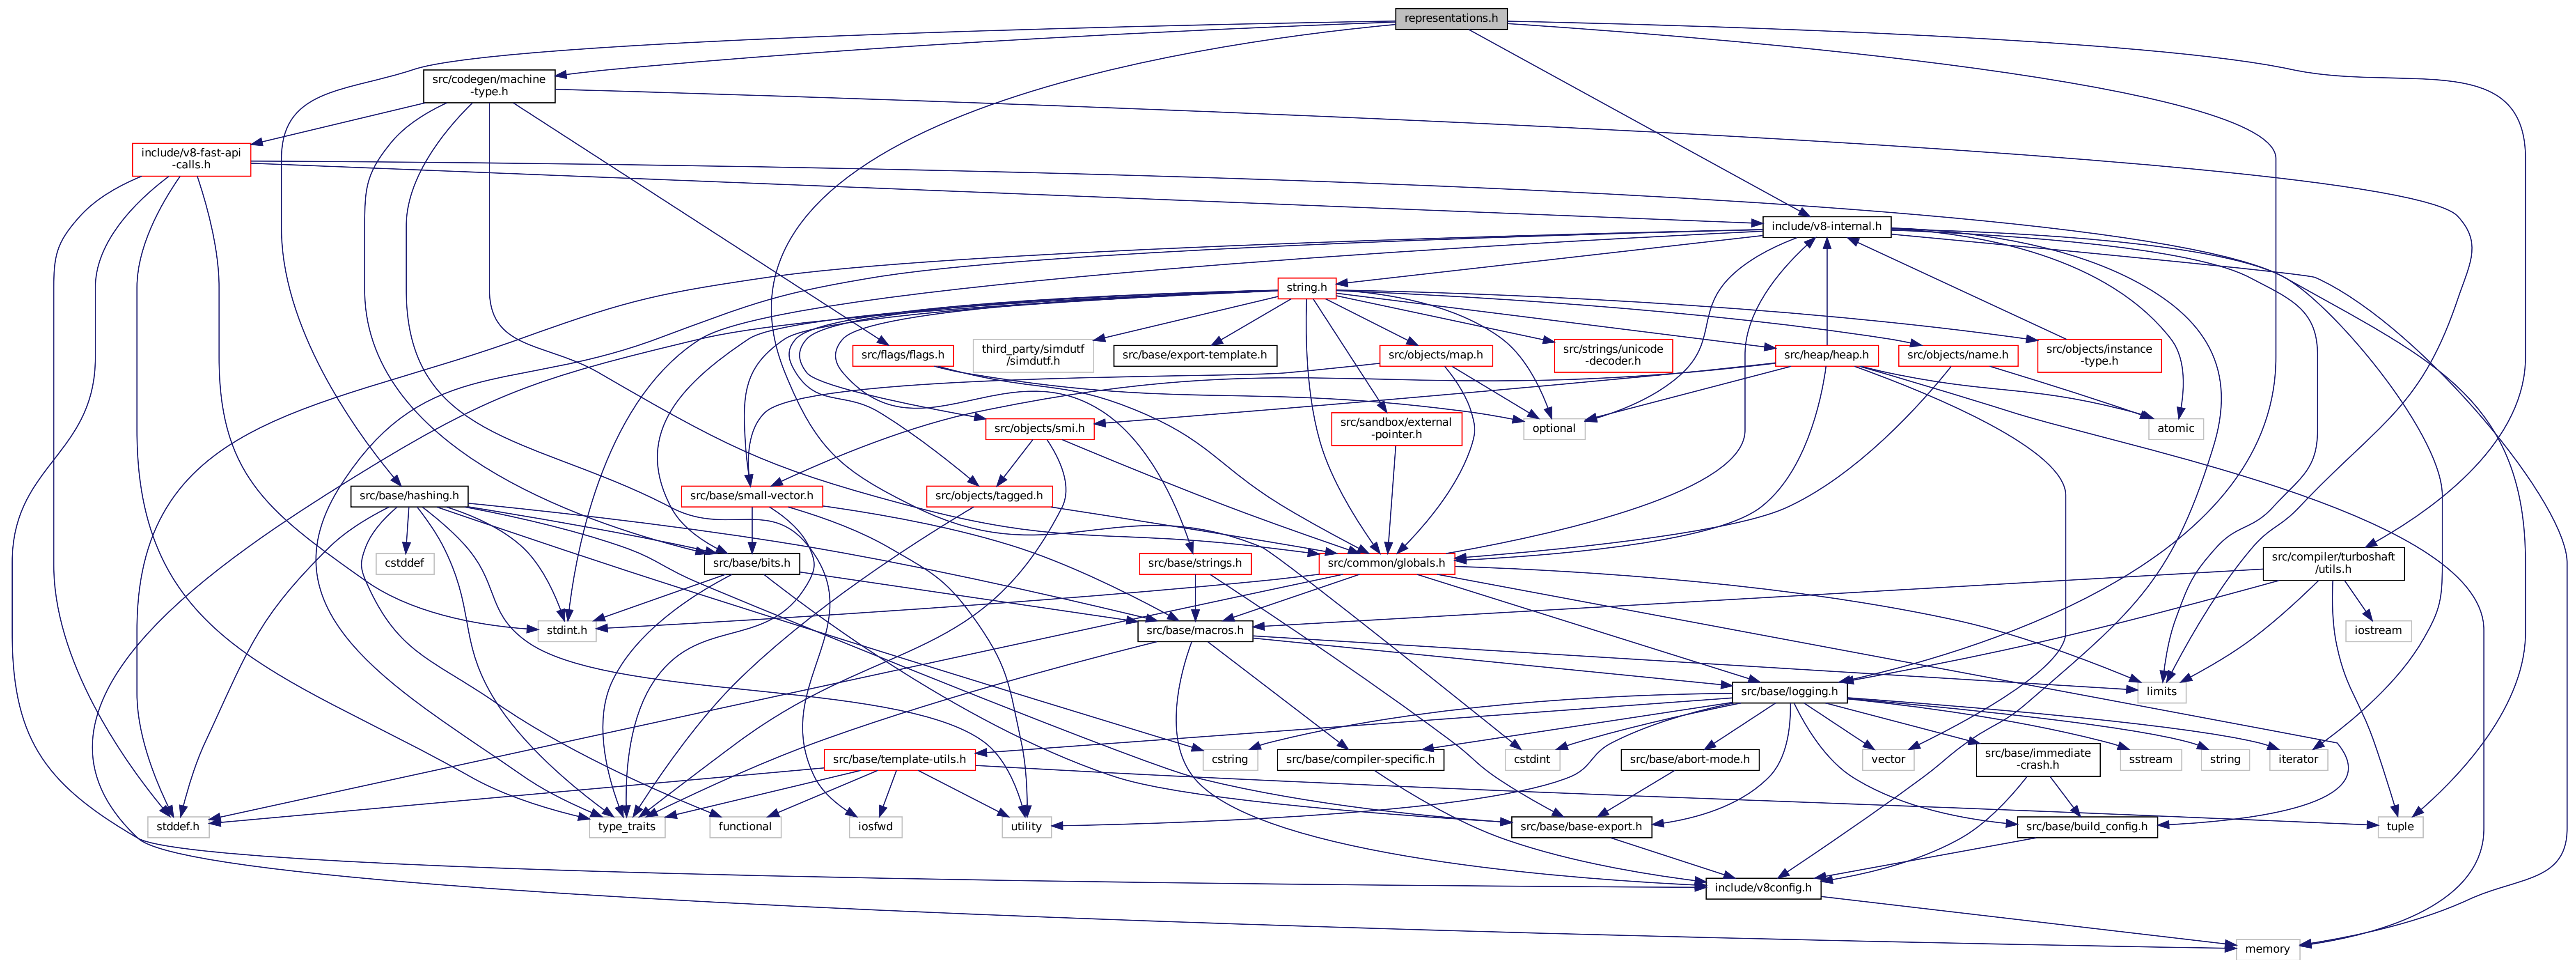 representations.h
src/codegen/machine
-type.h
include/v8-fast-api
-calls.h
include/v8-internal.h
string.h
third_party/simdutf
/simdutf.h
src/base/export-template.h
src/flags/flags.h
src/objects/map.h
src/strings/unicode
-decoder.h
src/heap/heap.h
src/objects/name.h
src/objects/instance
-type.h
src/objects/smi.h
src/sandbox/external
-pointer.h
optional
atomic
src/base/hashing.h
src/base/small-vector.h
src/objects/tagged.h
cstddef
src/base/bits.h
src/base/strings.h
src/common/globals.h
src/compiler/turboshaft
/utils.h
stdint.h
src/base/macros.h
iostream
src/base/logging.h
limits
src/base/template-utils.h
cstring
src/base/compiler-specific.h
cstdint
src/base/abort-mode.h
vector
src/base/immediate
-crash.h
sstream
string
iterator
stddef.h
type_traits
functional
iosfwd
utility
src/base/base-export.h
src/base/build_config.h
tuple
include/v8config.h
memory